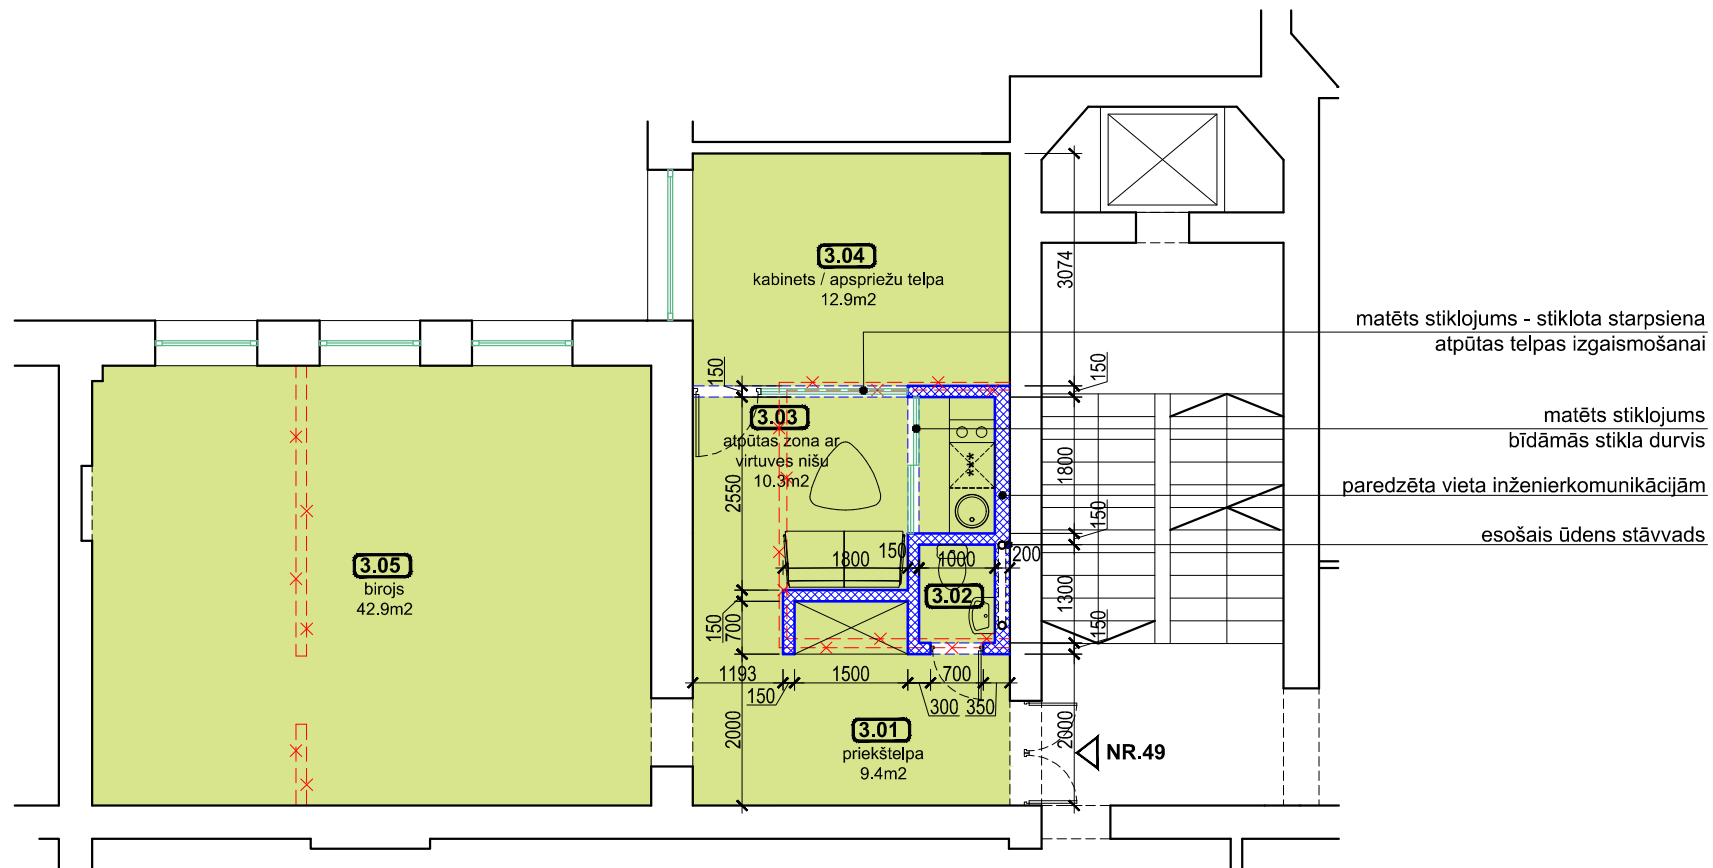 3.04
kabinets / apspriežu telpa
12.9m2
3074
matēts stiklojums - stiklota starpsiena
atpūtas telpas izgaismošanai
150
150
3.03
atpūtas zona ar
virtuves nišu
10.3m2
matēts stiklojums
bīdāmās stikla durvis
***
1800
2550
paredzēta vieta inženierkomunikācijām
150
esošais ūdens stāvvads
150
1800
1000
200
3.05
birojs
42.9m2
3.02
1300
150
700
150
1193
1500
700
150
300
350
2000
3.01
priekštelpa
9.4m2
2000
NR.49